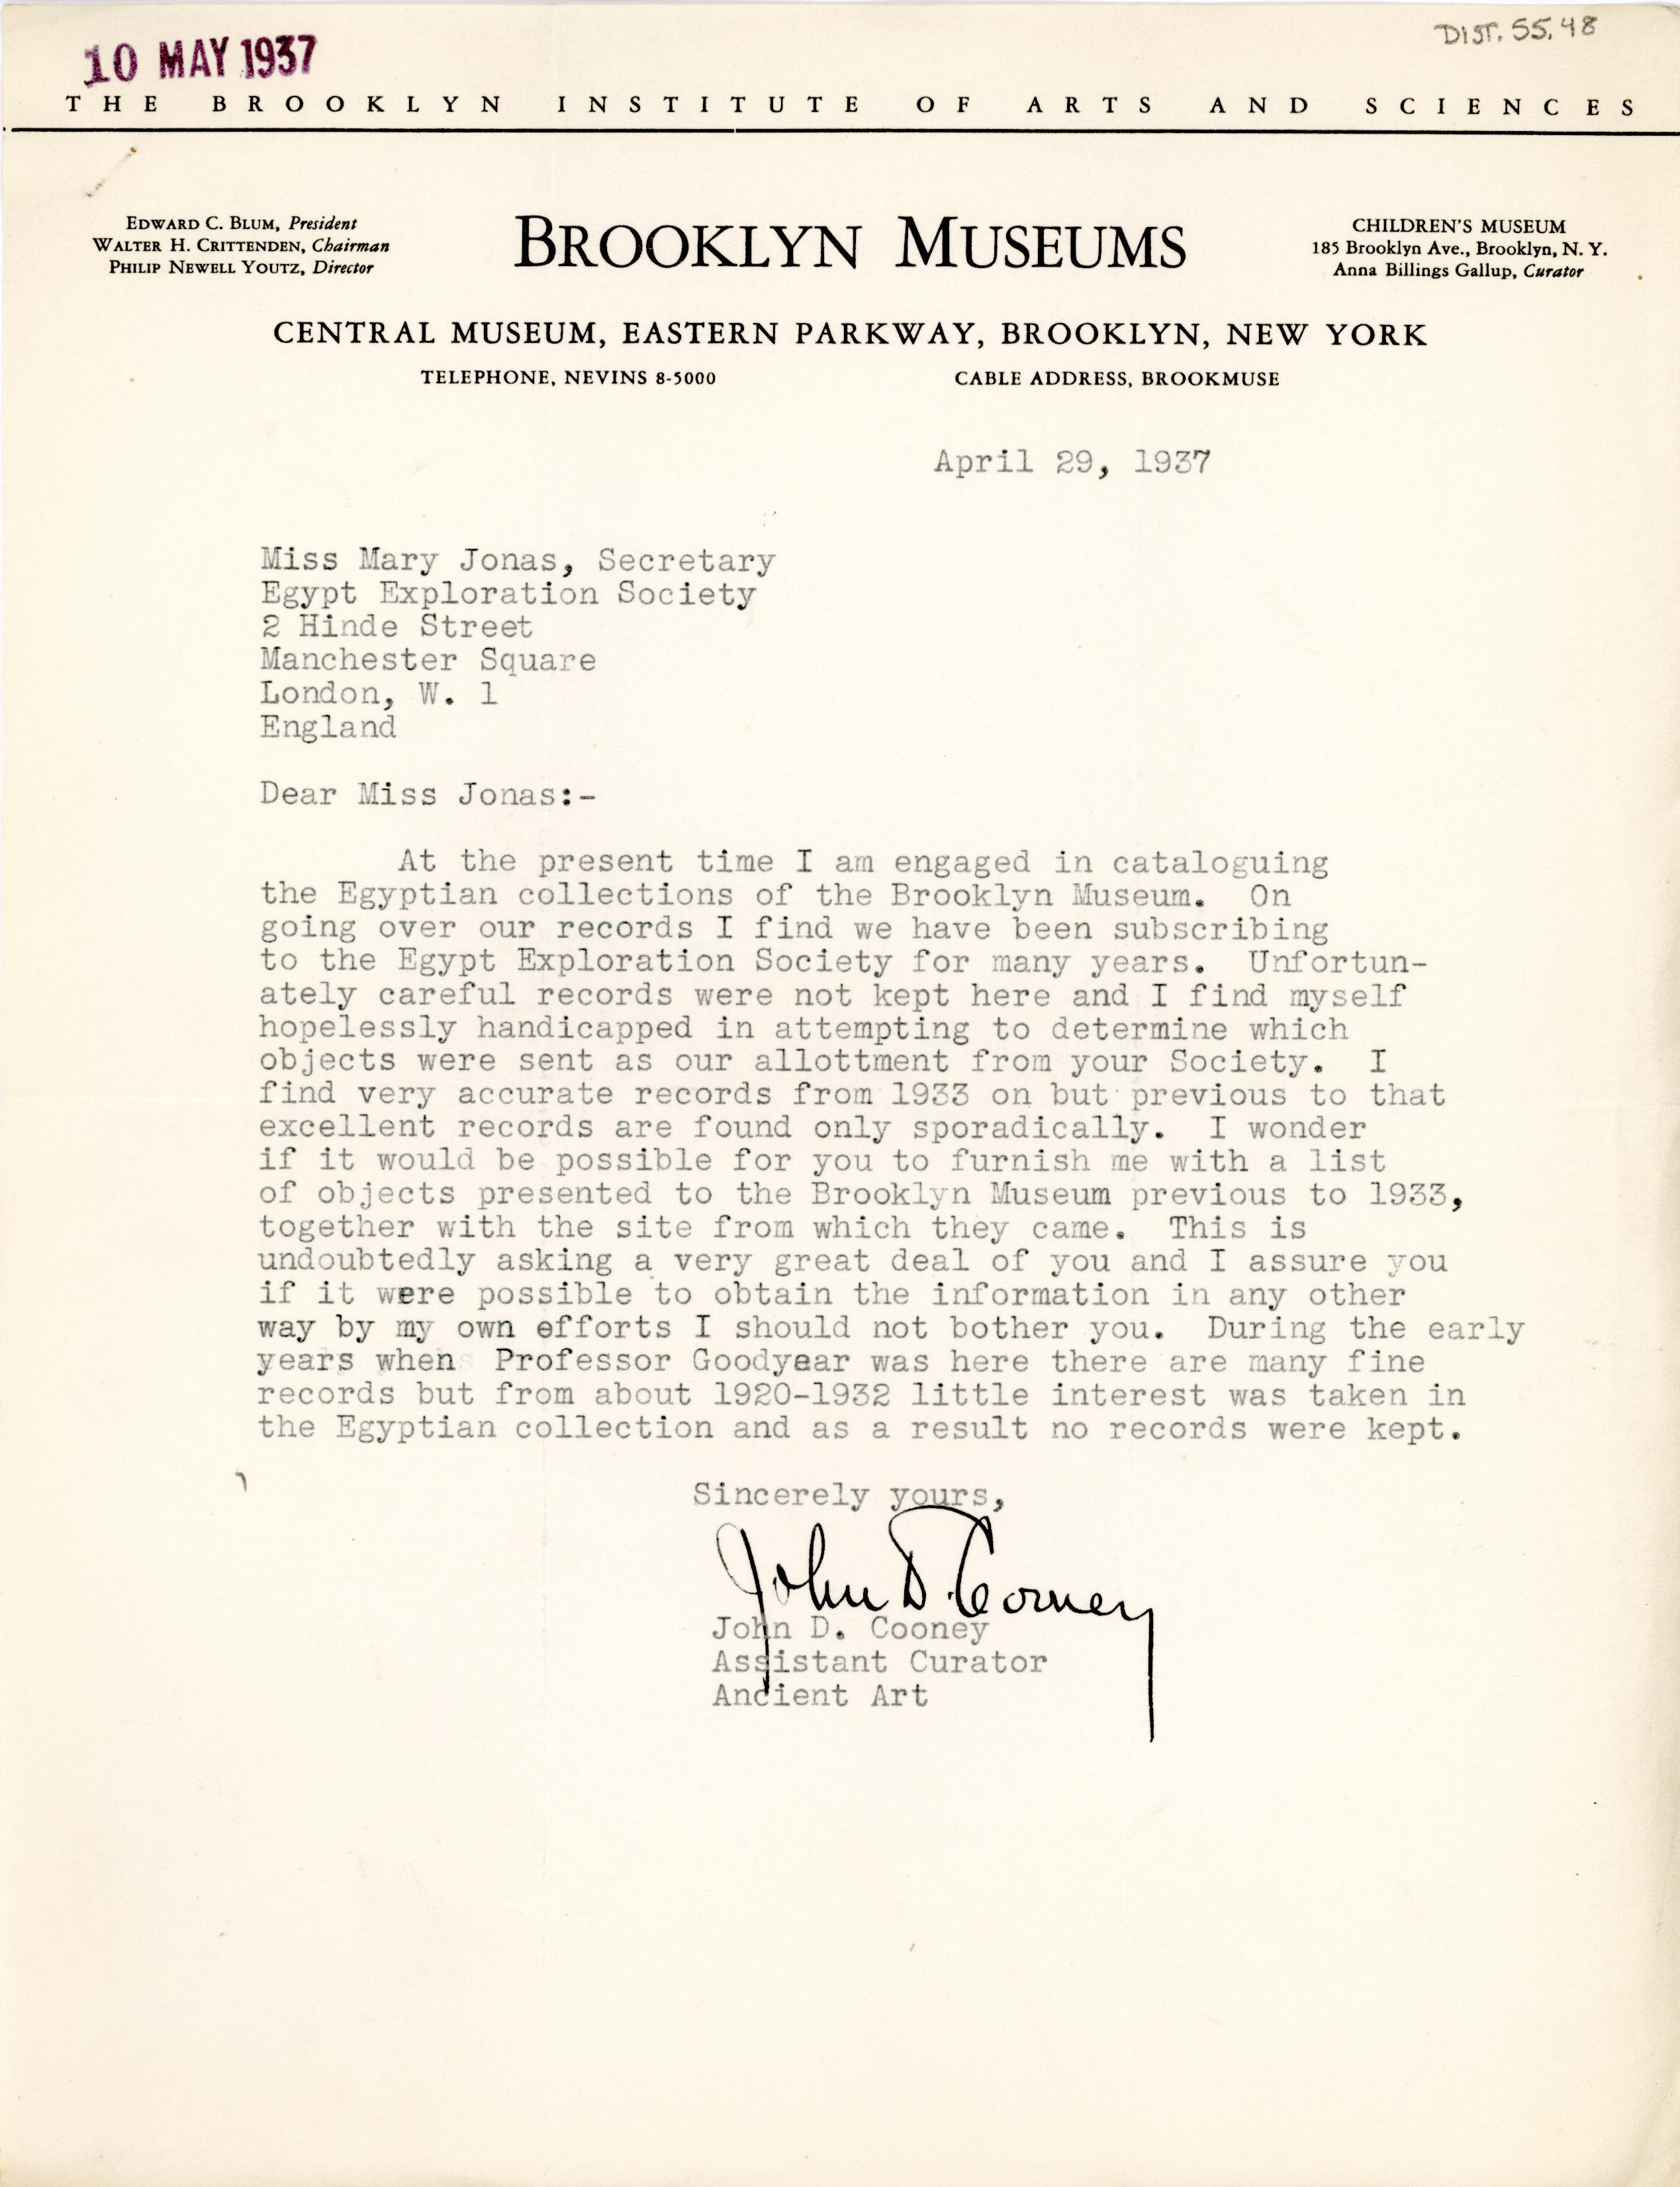 DIST. 55.48
10 MAY 1937
THE BROOKLYN INSTITUTE OF ARTS AND SCIENCES
EDWARD C. BLUM, President
WALTER H. CRITTENDEN, Chairman
PHILIP NEWELL YOUTZ, Director
BROOKLYN MUSEUMS
CHILDREN'S MUSEUM
185 Brooklyn Ave., Brooklyn, N. Y.
Anna Billings Gallup, Curator
CENTRAL MUSEUM, EASTERN PARKWAY, BROOKLYN, NEW YORK
TELEPHONE, NEVINS 8-5000 CABLE ADDRESS, BROOKMUSE
April 29, 1937
Miss Mary Jonas, Secretary
Egypt Exploration Society
2 Hinde Street
Manchester Square
London, W. 1
England
Dear Miss Jonas:-
At the present time I am engaged in cataloguing
the Egyptian collections of the Brooklyn Museum. On
going over our records I find we have been subscribing
to the Egypt Exploration Society for many years. Unfortun-
ately careful records were not kept here and I find myself
hopelessly handicapped in attempting to determine which
objects were sent as our allottment from your Society. I
find very accurate records from 1933 on but previous to that
excellent records are found only sporadically. I wonder
if it would be possible for you to furnish me with a list
of objects presented to the Brooklyn Museum previous to 1933,
together with the site from which they came. This is
undoubtedly asking a very great deal of you and I assure you
if it were possible to obtain the information in any other
way by my own efforts I should not bother you. During the early
years when Professor Goodyear was here there are many fine
records but from about 1920-1932 little interest was taken in
the Egyptian collection and as a result no records were kept.
Sincerely yours,
John D. Cooney
John D. Cooney
Assistant Curator
Ancient Art